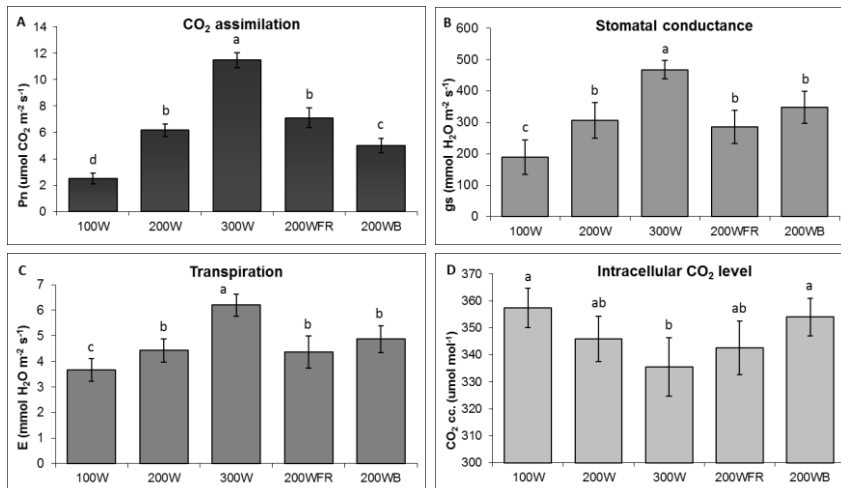 A
CO₂ assimilation
Pn (umol CO₂ m⁻² s⁻¹)
14
12
10
8
6
4
2
0
d
b
a
b
c
100W 200W 300W 200WFR 200WB
B
Stomatal conductance
gs (mmol H₂O m⁻² s⁻¹)
600
500
400
300
200
100
0
c
b
a
b
b
100W 200W 300W 200WFR 200WB
C
Transpiration
E (mmol H₂O m⁻² s⁻¹)
7
6
5
4
3
2
1
0
c
b
a
b
b
100W 200W 300W 200WFR 200WB
D
Intracellular CO₂ level
CO₂ cc. (umol mol⁻¹)
370
360
350
340
330
320
310
300
a
ab
b
ab
a
100W 200W 300W 200WFR 200WB